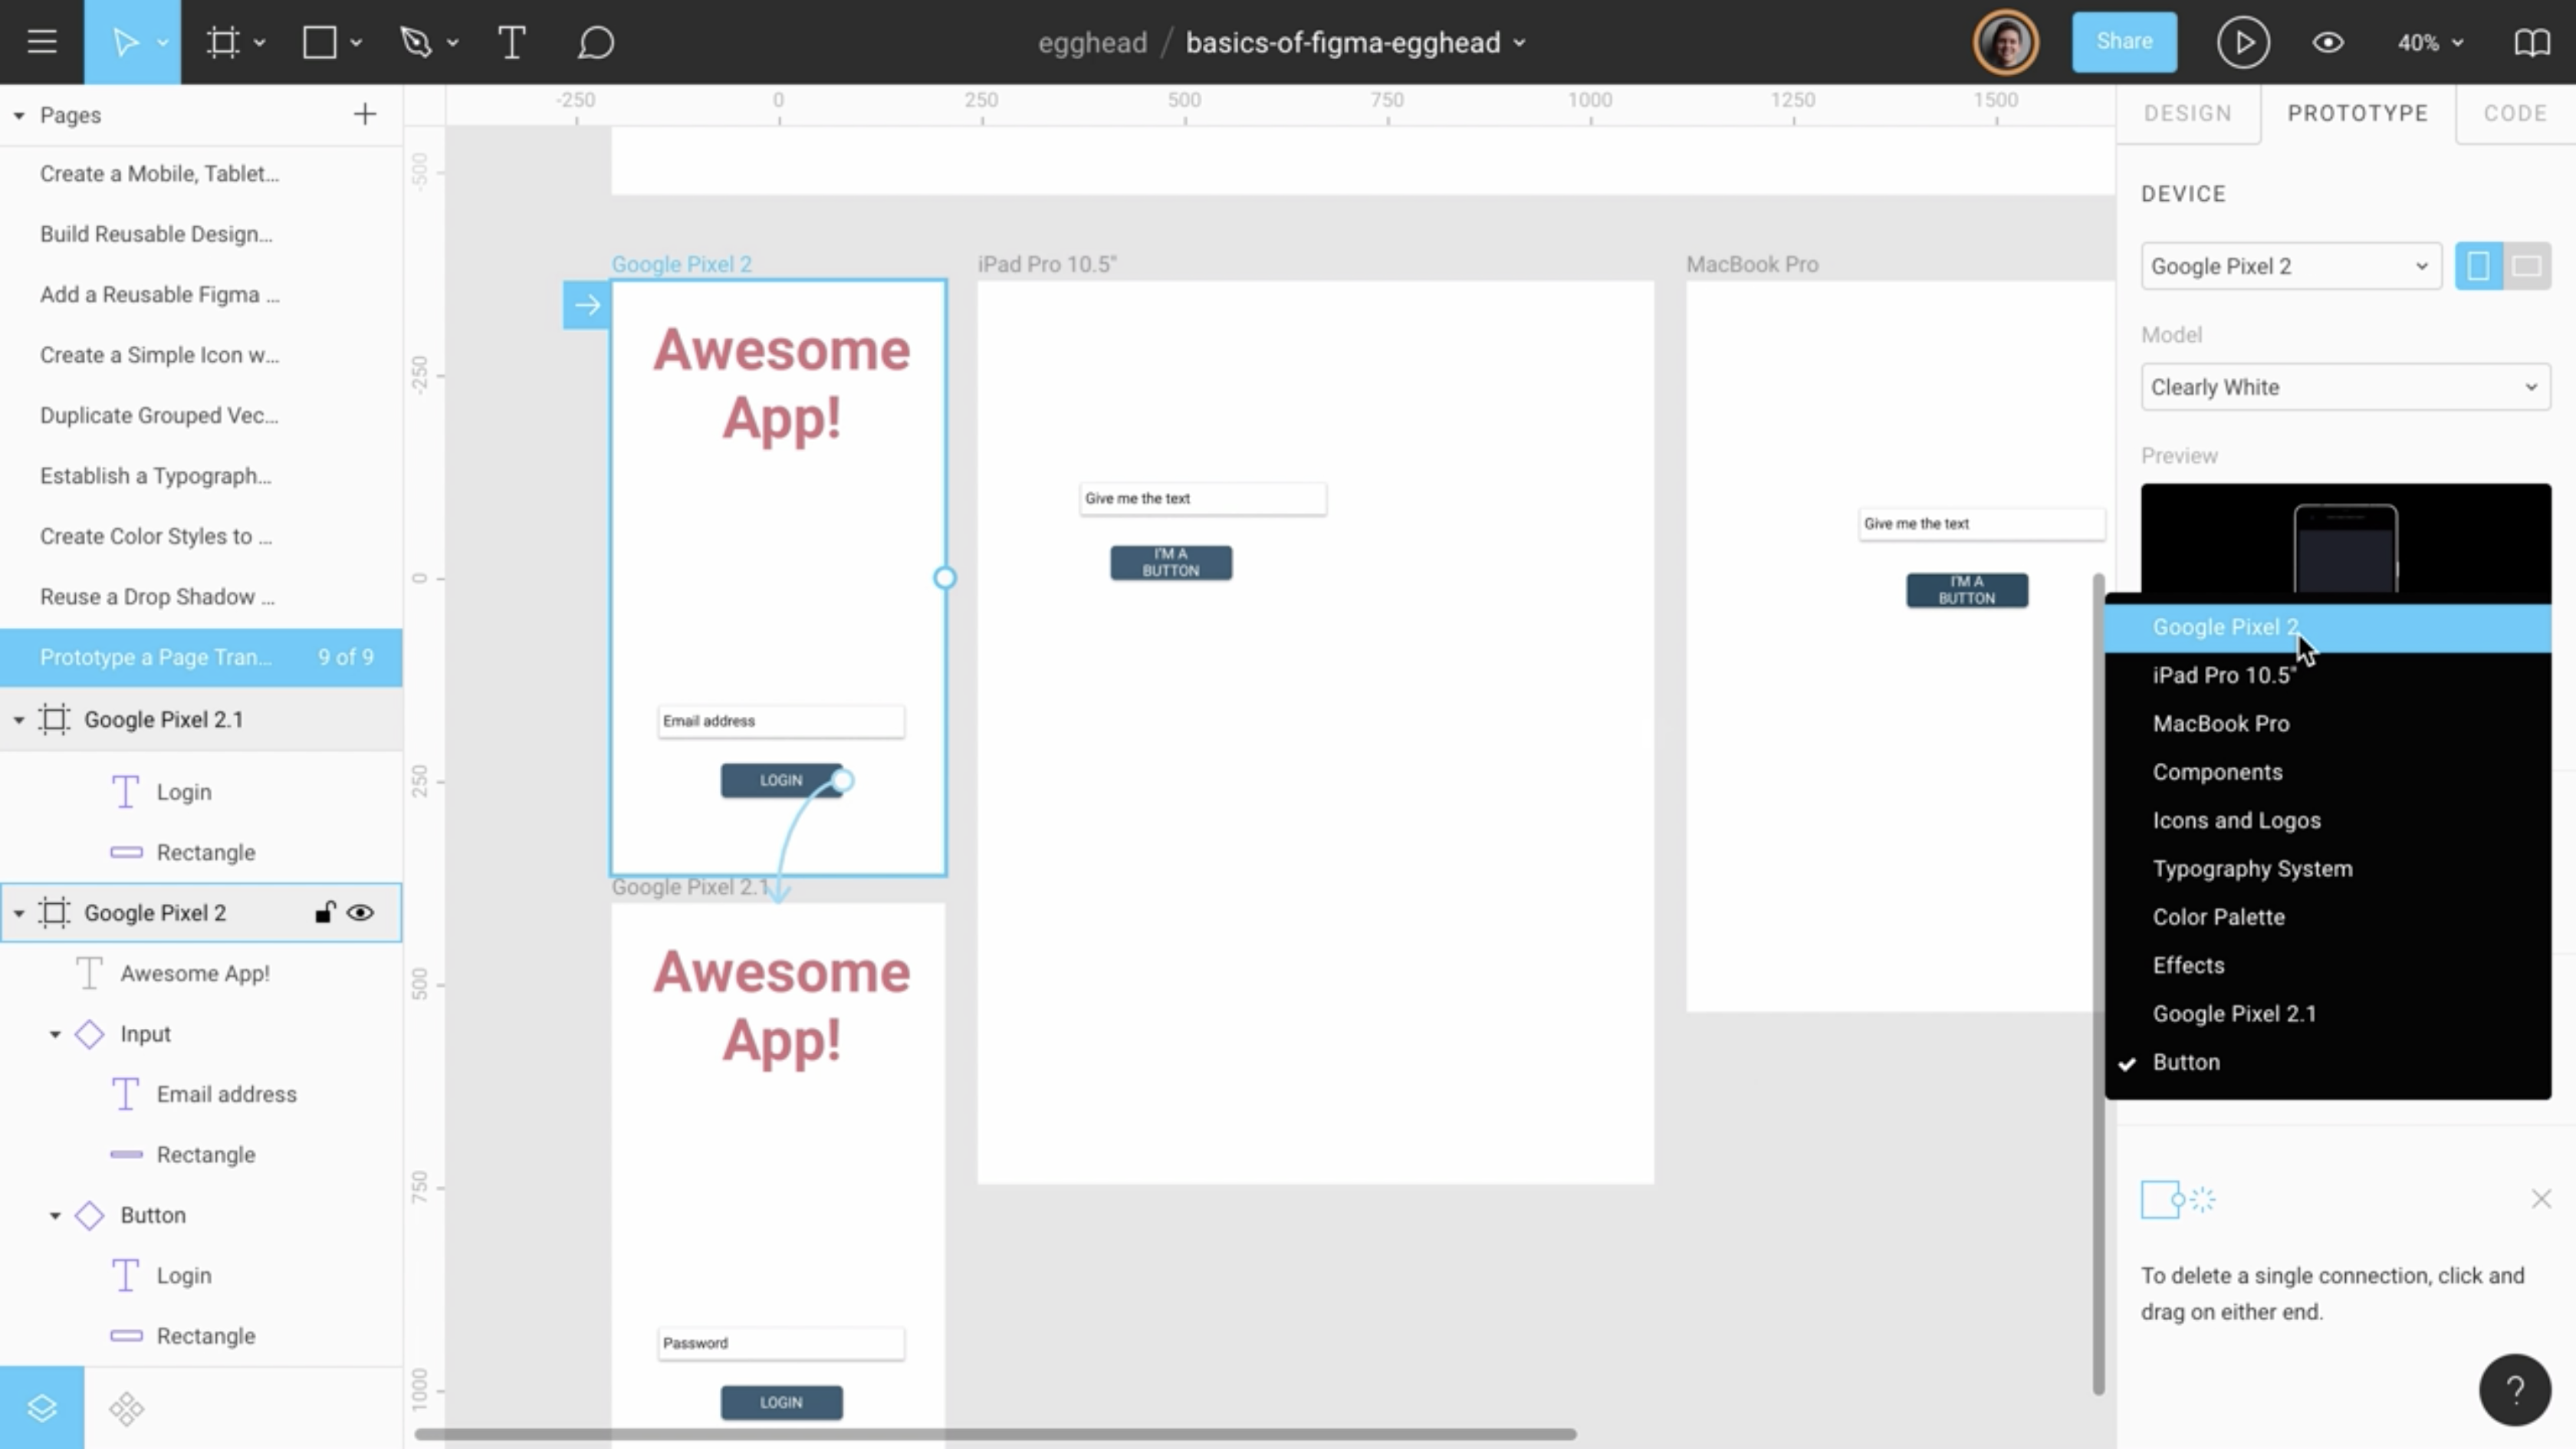 egghead / basics-of-figma-egghead
Share
40%
Pages
Create a Mobile, Tablet...
Build Reusable Design...
Add a Reusable Figma ...
Create a Simple Icon w...
Duplicate Grouped Vec...
Establish a Typograph...
Create Color Styles to ...
Reuse a Drop Shadow ...
Prototype a Page Tran... 9 of 9
Google Pixel 2.1
Login
Rectangle
Google Pixel 2
Awesome App!
Input
Email address
Rectangle
Button
Login
Rectangle
-250 0 250 500 750 1000 1250 1500
-500
-250
0
250
500
750
1000
Google Pixel 2
Awesome
App!
Email address
LOGIN
Google Pixel 2.1
Awesome
App!
Password
LOGIN
iPad Pro 10.5"
Give me the text
I'M A
BUTTON
MacBook Pro
Give me the text
I'M A
BUTTON
DESIGN PROTOTYPE CODE
DEVICE
Google Pixel 2
Model
Clearly White
Preview
Google Pixel 2
iPad Pro 10.5"
MacBook Pro
Components
Icons and Logos
Typography System
Color Palette
Effects
Google Pixel 2.1
Button
To delete a single connection, click and
drag on either end.
?